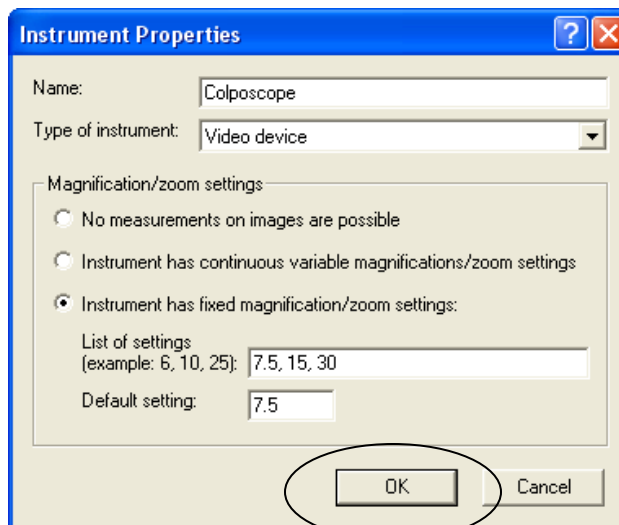 Instrument Properties
Name: Colposcope
Type of instrument: Video device
Magnification/zoom settings
No measurements on images are possible
Instrument has continuous variable magnifications/zoom settings
Instrument has fixed magnification/zoom settings:
List of settings
(example: 6, 10, 25): 7.5, 15, 30
Default setting: 7.5
OK Cancel